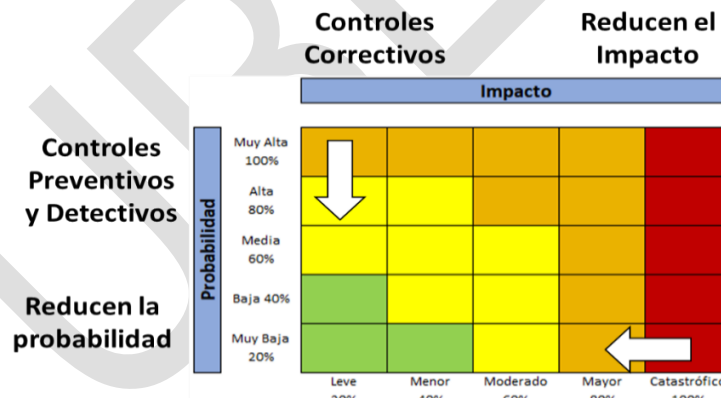 Controles
Correctivos
Reducen el
Impacto
Impacto
Controles
Preventivos
y Detectivos
Reducen la
probabilidad
Probabilidad
Muy Alta
100%
Alta
80%
Media
60%
Baja 40%
Muy Baja
20%
Leve
Menor
Moderado
Mayor
Catastrófico